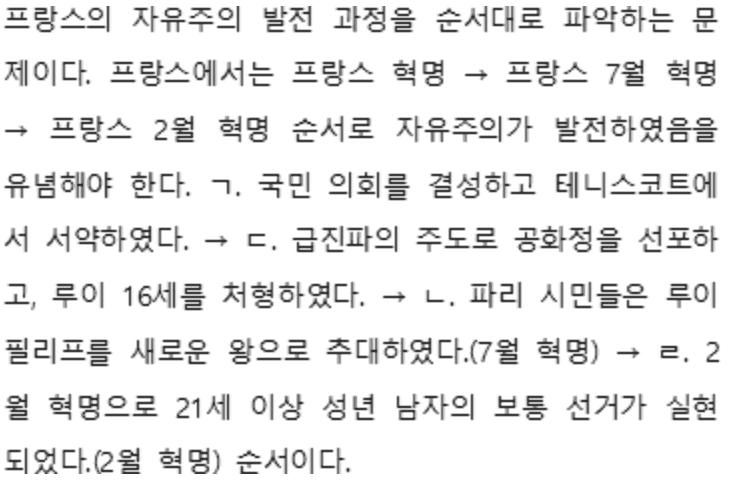 프랑스의 자유주의 발전 과정을 순서대로 파악하는 문
제이다. 프랑스에서는 프랑스 혁명 → 프랑스 7월 혁명
→ 프랑스 2월 혁명 순서로 자유주의가 발전하였음을
유념해야 한다. ㄱ. 국민 의회를 결성하고 테니스코트에
서 서약하였다. → ㄷ. 급진파의 주도로 공화정을 선포하
고, 루이 16세를 처형하였다. → ㄴ. 파리 시민들은 루이
필리프를 새로운 왕으로 추대하였다.(7월 혁명) → ㄹ. 2
월 혁명으로 21세 이상 성년 남자의 보통 선거가 실현
되었다.(2월 혁명) 순서이다.